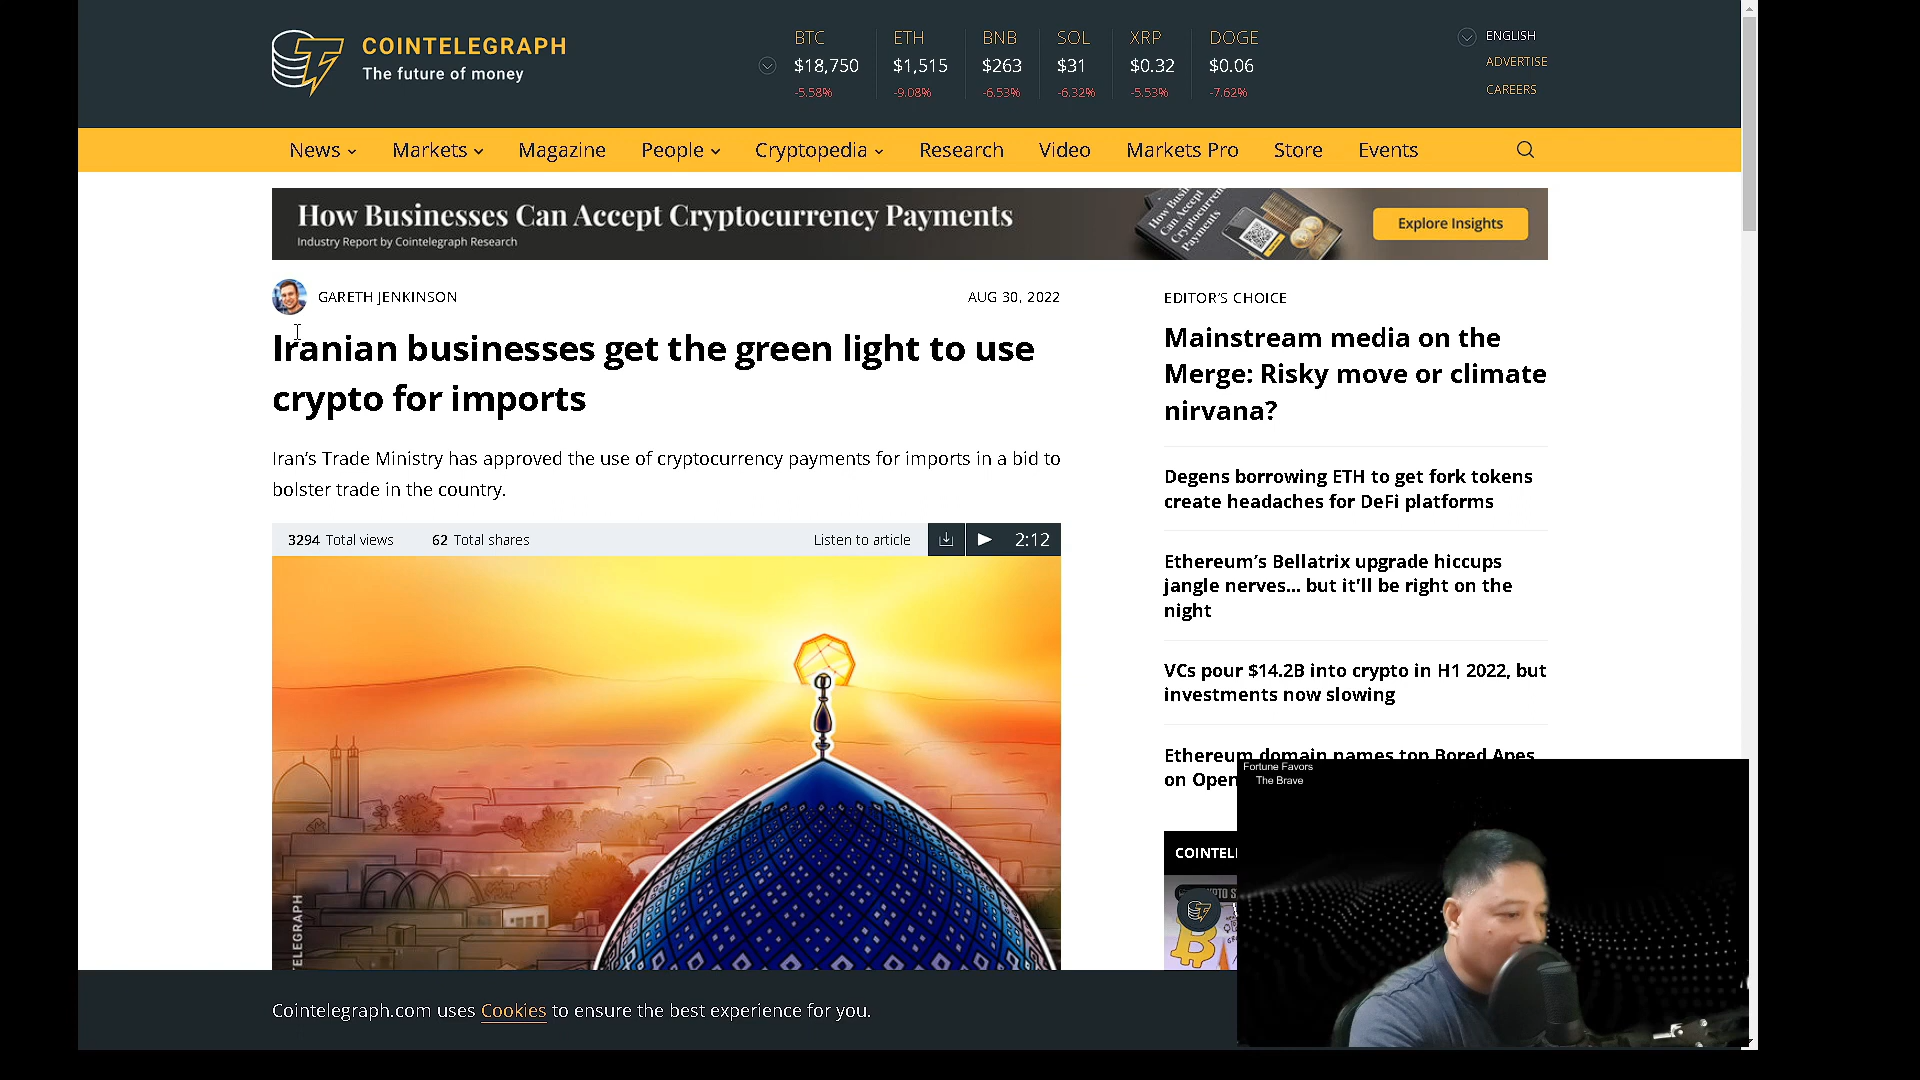 COINTELEGRAPH
The future of money
BTC
$18,750
-5.58%
ETH
$1,515
-9.08%
BNB
$263
-6.53%
SOL
$31
-6.32%
XRP
$0.32
-5.53%
DOGE
$0.06
-7.62%
ENGLISH
ADVERTISE
CAREERS
News Markets Magazine People Cryptopedia Research Video Markets Pro Store Events
How Businesses Can Accept Cryptocurrency Payments
Industry Report by Cointelegraph Research
How Busin
Can Accept
Cryptocurren
Payments
Explore Insights
GARETH JENKINSON
AUG 30, 2022
Iranian businesses get the green light to use
crypto for imports
Iran's Trade Ministry has approved the use of cryptocurrency payments for imports in a bid to
bolster trade in the country.
3294 Total views 62 Total shares Listen to article 2:12
TELEGRAPH
EDITOR'S CHOICE
Mainstream media on the
Merge: Risky move or climate
nirvana?
Degens borrowing ETH to get fork tokens
create headaches for DeFi platforms
Ethereum's Bellatrix upgrade hiccups
jangle nerves... but it'll be right on the
night
VCs pour $14.2B into crypto in H1 2022, but
investments now slowing
Ethereum domain names top Bored Apes
on Open
COINTEL
Fortune Favors
The Brave
Cointelegraph.com uses Cookies to ensure the best experience for you.